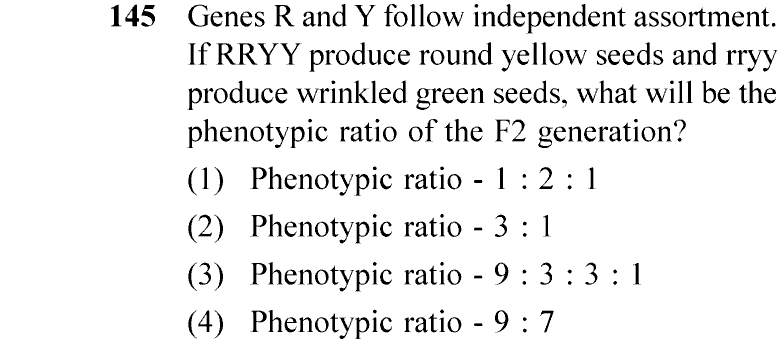 145 Genes R and Y follow independent assortment.
If RRYY produce round yellow seeds and rryy
produce wrinkled green seeds, what will be the
phenotypic ratio of the F2 generation?
(1) Phenotypic ratio - 1 : 2 : 1
(2) Phenotypic ratio - 3 : 1
(3) Phenotypic ratio - 9 : 3 : 3 : 1
(4) Phenotypic ratio - 9 : 7